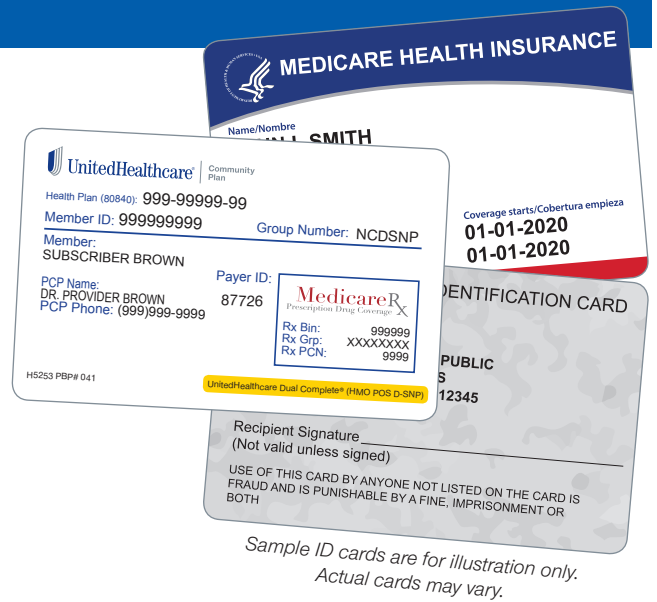 MEDICARE HEALTH INSURANCE
Name/Nombre
L SMITH
Coverage starts/Cobertura empieza
01-01-2020
01-01-2020
UnitedHealthcare® Community
Plan
Health Plan (80840): 999-99999-99
Member ID: 999999999 Group Number: NCDSNP
Member:
SUBSCRIBER BROWN
PCP Name:
DR. PROVIDER BROWN
PCP Phone: (999)999-9999
Payer ID:
87726
MedicareRx
Prescription Drug Coverage
Rx Bin: 999999
Rx Grp: XXXXXXXX
Rx PCN: 9999
H5253 PBP# 041
UnitedHealthcare Dual Complete® (HMO POS D-SNP)
DENTIFICATION CARD
PUBLIC
S
12345
Recipient Signature
(Not valid unless signed)
USE OF THIS CARD BY ANYONE NOT LISTED ON THE CARD IS
FRAUD AND IS PUNISHABLE BY A FINE, IMPRISONMENT OR
BOTH
Sample ID cards are for illustration only.
Actual cards may vary.